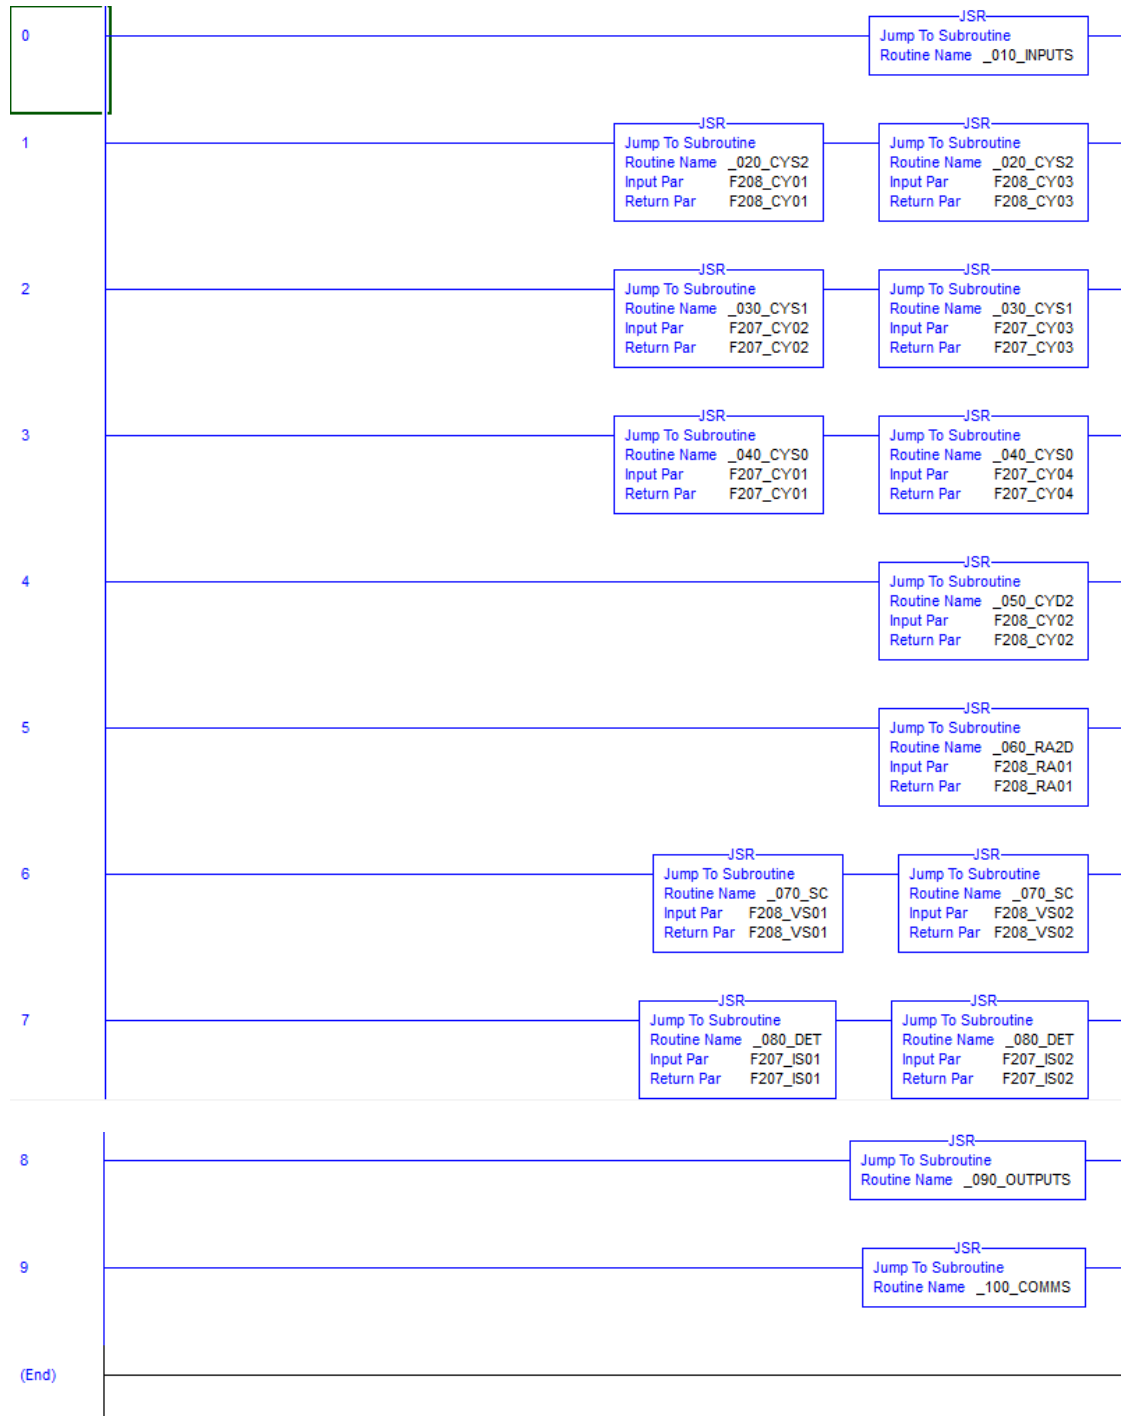 0
JSR
Jump To Subroutine
Routine Name _010_INPUTS
1
JSR
Jump To Subroutine
Routine Name _020_CYS2
Input Par F208_CY01
Return Par F208_CY01
JSR
Jump To Subroutine
Routine Name _020_CYS2
Input Par F208_CY03
Return Par F208_CY03
2
JSR
Jump To Subroutine
Routine Name _030_CYS1
Input Par F207_CY02
Return Par F207_CY02
JSR
Jump To Subroutine
Routine Name _030_CYS1
Input Par F207_CY03
Return Par F207_CY03
3
JSR
Jump To Subroutine
Routine Name _040_CYS0
Input Par F207_CY01
Return Par F207_CY01
JSR
Jump To Subroutine
Routine Name _040_CYS0
Input Par F207_CY04
Return Par F207_CY04
4
JSR
Jump To Subroutine
Routine Name _050_CYD2
Input Par F208_CY02
Return Par F208_CY02
5
JSR
Jump To Subroutine
Routine Name _060_RA2D
Input Par F208_RA01
Return Par F208_RA01
6
JSR
Jump To Subroutine
Routine Name _070_SC
Input Par F208_VS01
Return Par F208_VS01
JSR
Jump To Subroutine
Routine Name _070_SC
Input Par F208_VS02
Return Par F208_VS02
7
JSR
Jump To Subroutine
Routine Name _080_DET
Input Par F207_IS01
Return Par F207_IS01
JSR
Jump To Subroutine
Routine Name _080_DET
Input Par F207_IS02
Return Par F207_IS02
8
JSR
Jump To Subroutine
Routine Name _090_OUTPUTS
9
JSR
Jump To Subroutine
Routine Name _100_COMMS
(End)